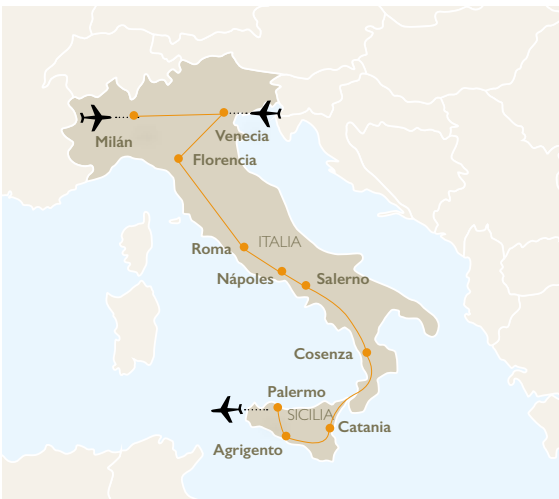 Milán
Venecia
Florencia
Roma
ITALIA
Nápoles
Salerno
Cosenza
Palermo
SICILIA
Catania
Agrigento